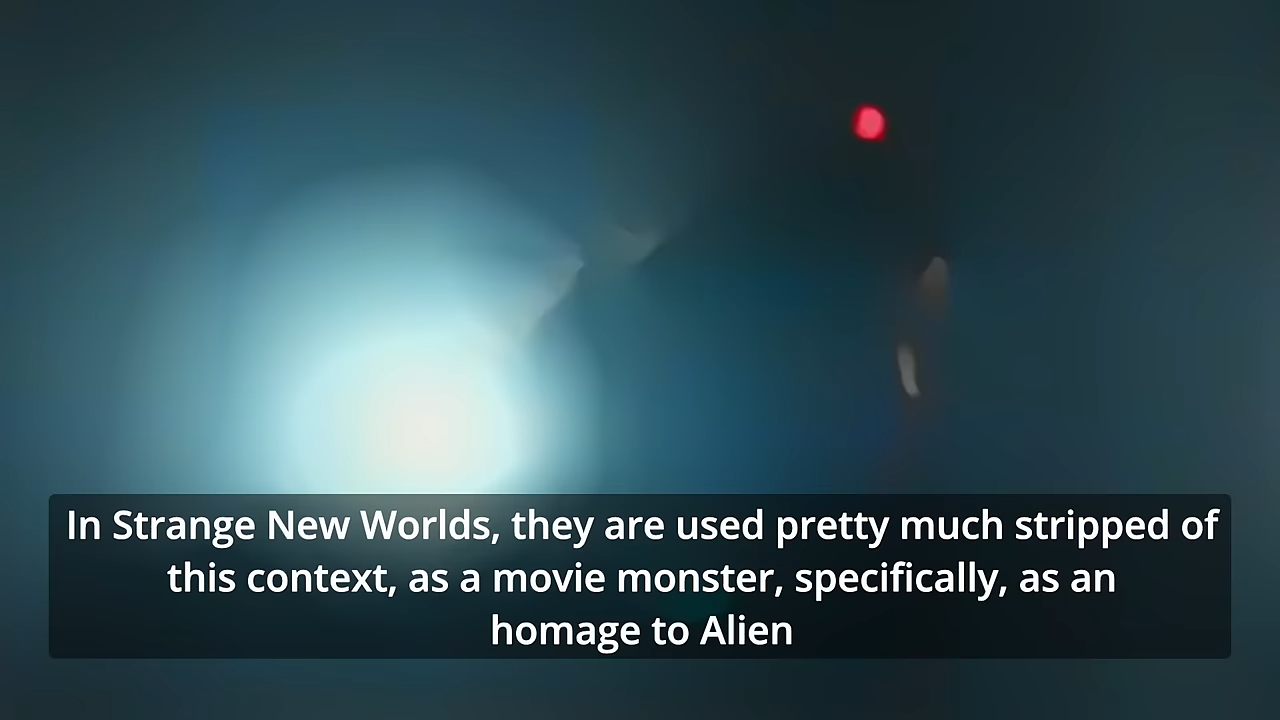 In Strange New Worlds, they are used pretty much stripped of
this context, as a movie monster, specifically, as an
homage to Alien